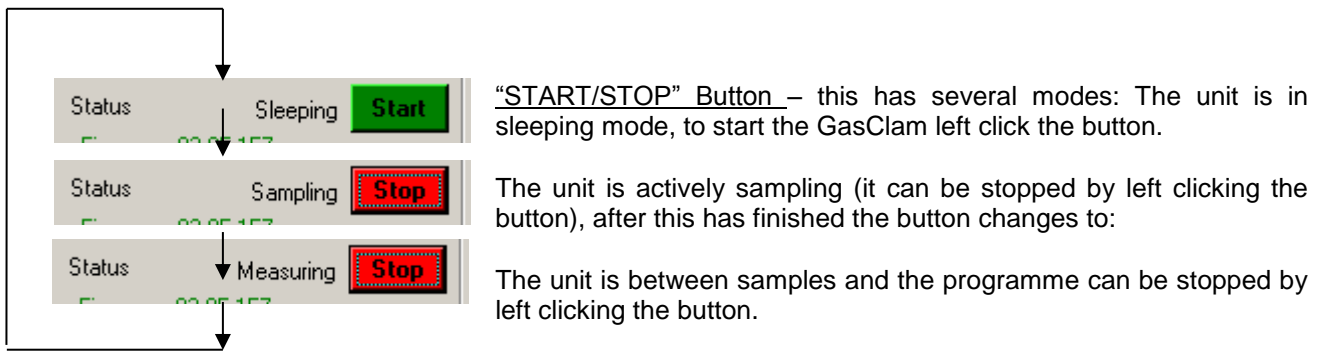 Status Sleeping Start
"START/STOP" Button – this has several modes: The unit is in
sleeping mode, to start the GasClam left click the button.
Status Sampling Stop
The unit is actively sampling (it can be stopped by left clicking the
button), after this has finished the button changes to:
Status Measuring Stop
The unit is between samples and the programme can be stopped by
left clicking the button.